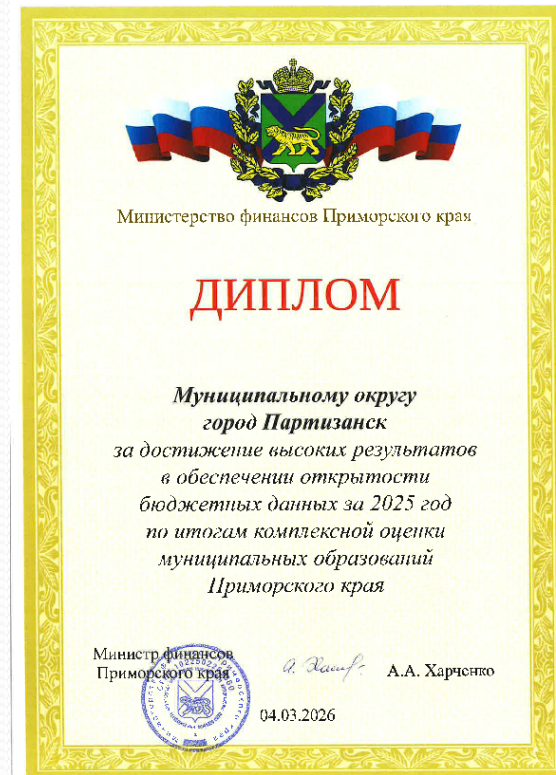 Министерство финансов Приморского края
ДИПЛОМ
Муниципальному округу
город Партизанск
за достижение высоких результатов
в обеспечении открытости
бюджетных данных за 2025 год
по итогам комплексной оценки
муниципальных образований
Приморского края
Министр финансов
Приморского края
А.А. Харченко
04.03.2026